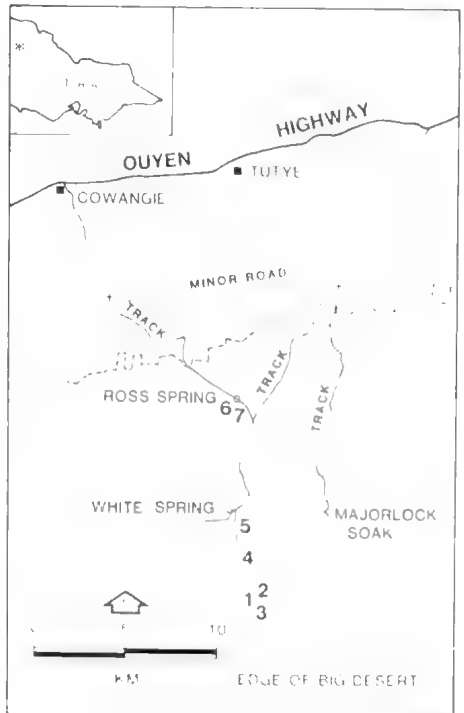 HIGHWAY
OUYEN
TUTYE
COWANGIE
MINOR ROAD
TRACK
TRACK
TRACK
ROSS SPRING
6 7
WHITE SPRING
5
MAJORLOCK
SOAK
4
1 2
3
10
KM
EDGE OF BIG DESERT